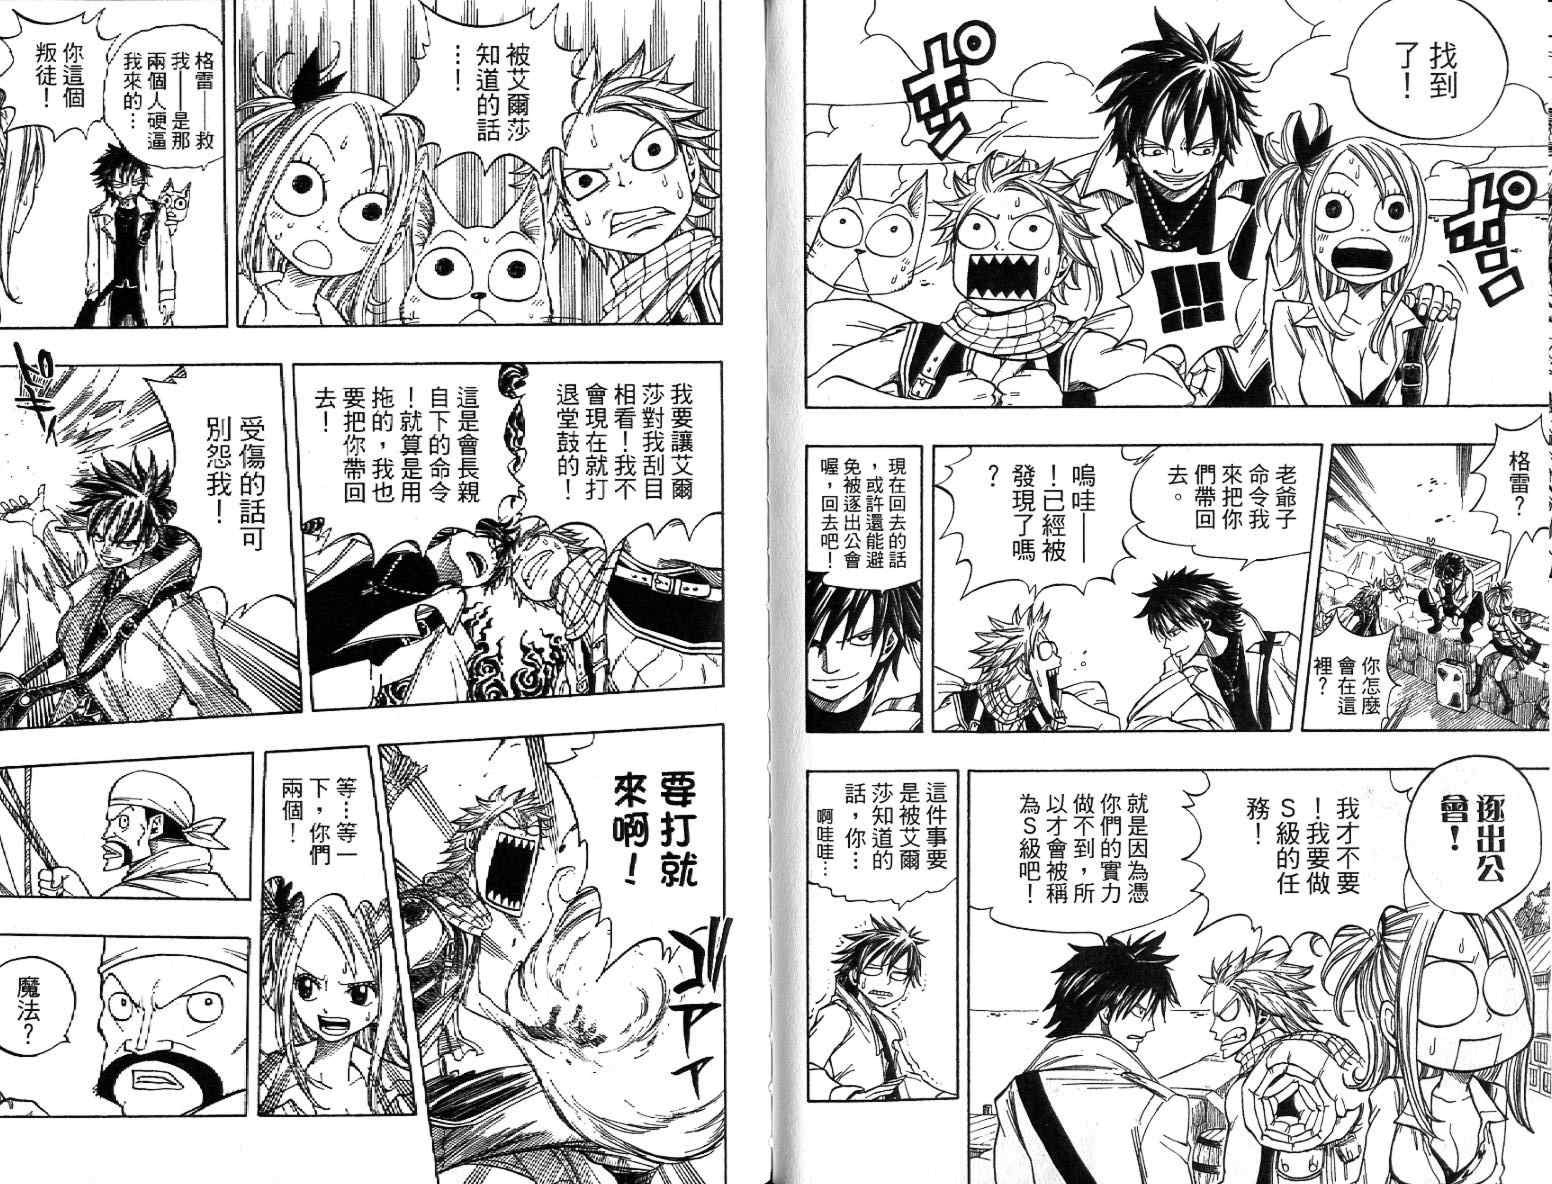 找到
了！
ポン
!!!
ポン
格雷？
你怎麼
會在這
裡？
老爺子
命令我
來把你
們帶回
去。
嗚哇──
！已經被
發現了嗎
？
現在回去的話
，或許還能避
免被逐出公會
喔，回去吧！
逐出公
會！
我才不要
！我要做
S級的任
務！
就是因為憑
你們的實力
做不到，所
以才會被稱
為S級吧！
這件事要
是被艾爾
莎知道的
話，你…
啊哇哇…
被艾爾莎
知道的話
…！
格雷──救
我──是那
兩個人硬逼
我來的…
你這個
叛徒！
我要讓艾爾
莎對我刮目
相看！我不
會現在就打
退堂鼓的！
這是會長親
自下的命令
！就算是用
拖的，我也
要把你帶回
去！
受傷的話可
別怨我！
ピキ
要打就
來啊！
ゴアア
等…等一
下，你們
兩個！
魔法？